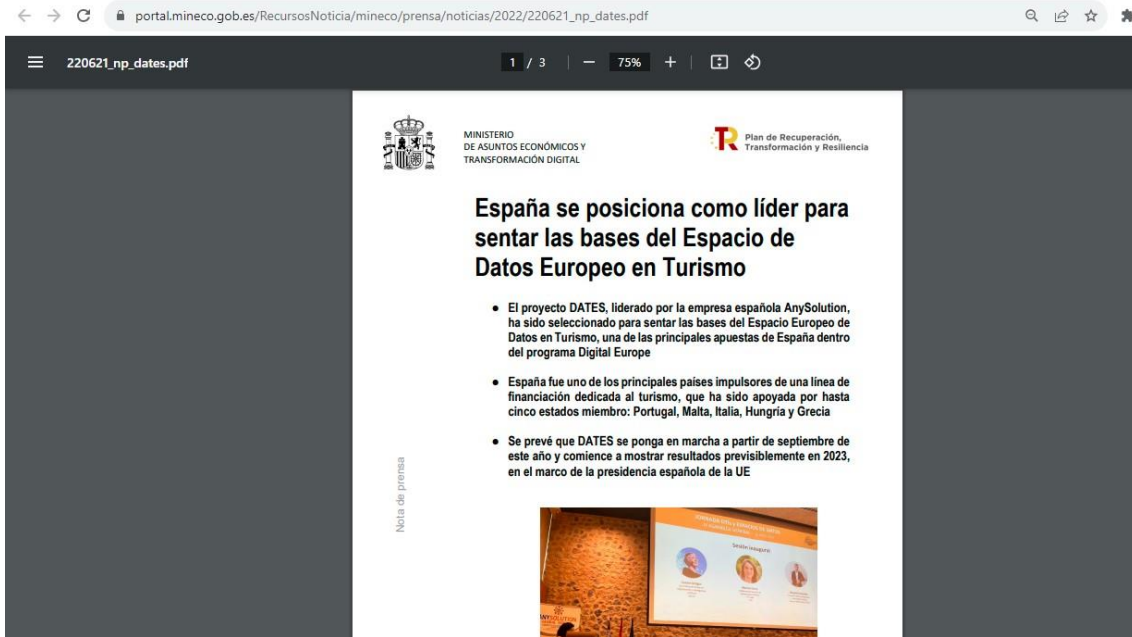 portal.mineco.gob.es/RecursosNoticia/mineco/prensa/noticias/2022/220621_np_dates.pdf
220621_np_dates.pdf
1 / 3
75%
MINISTERIO
DE ASUNTOS ECONÓMICOS Y
TRANSFORMACIÓN DIGITAL
Plan de Recuperación,
Transformación y Resiliencia
España se posiciona como líder para
sentar las bases del Espacio de
Datos Europeo en Turismo
● El proyecto DATES, liderado por la empresa española AnySolution,
ha sido seleccionado para sentar las bases del Espacio Europeo de
Datos en Turismo, una de las principales apuestas de España dentro
del programa Digital Europe
● España fue uno de los principales países impulsores de una línea de
financiación dedicada al turismo, que ha sido apoyada por hasta
cinco estados miembro: Portugal, Malta, Italia, Hungría y Grecia
● Se prevé que DATES se ponga en marcha a partir de septiembre de
este año y comience a mostrar resultados previsiblemente en 2023,
en el marco de la presidencia española de la UE
Nota de prensa
Sesión inaugural
ANYSOLUTION